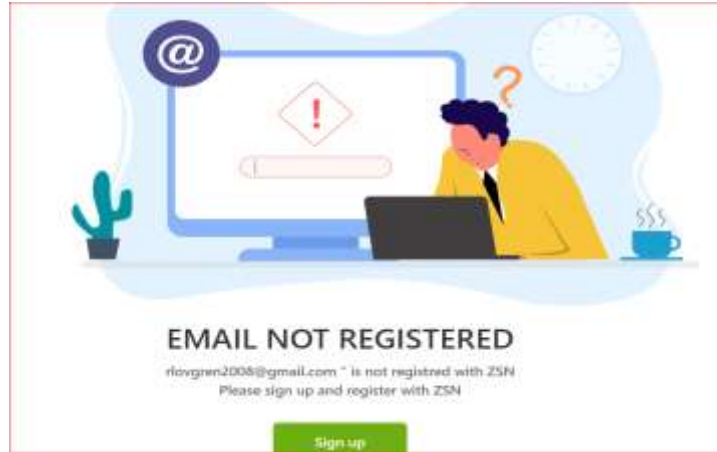 @
!
?
EMAIL NOT REGISTERED
rlovgren2008@gmail.com " is not registred with ZSN
Please sign up and register with ZSN
Sign up